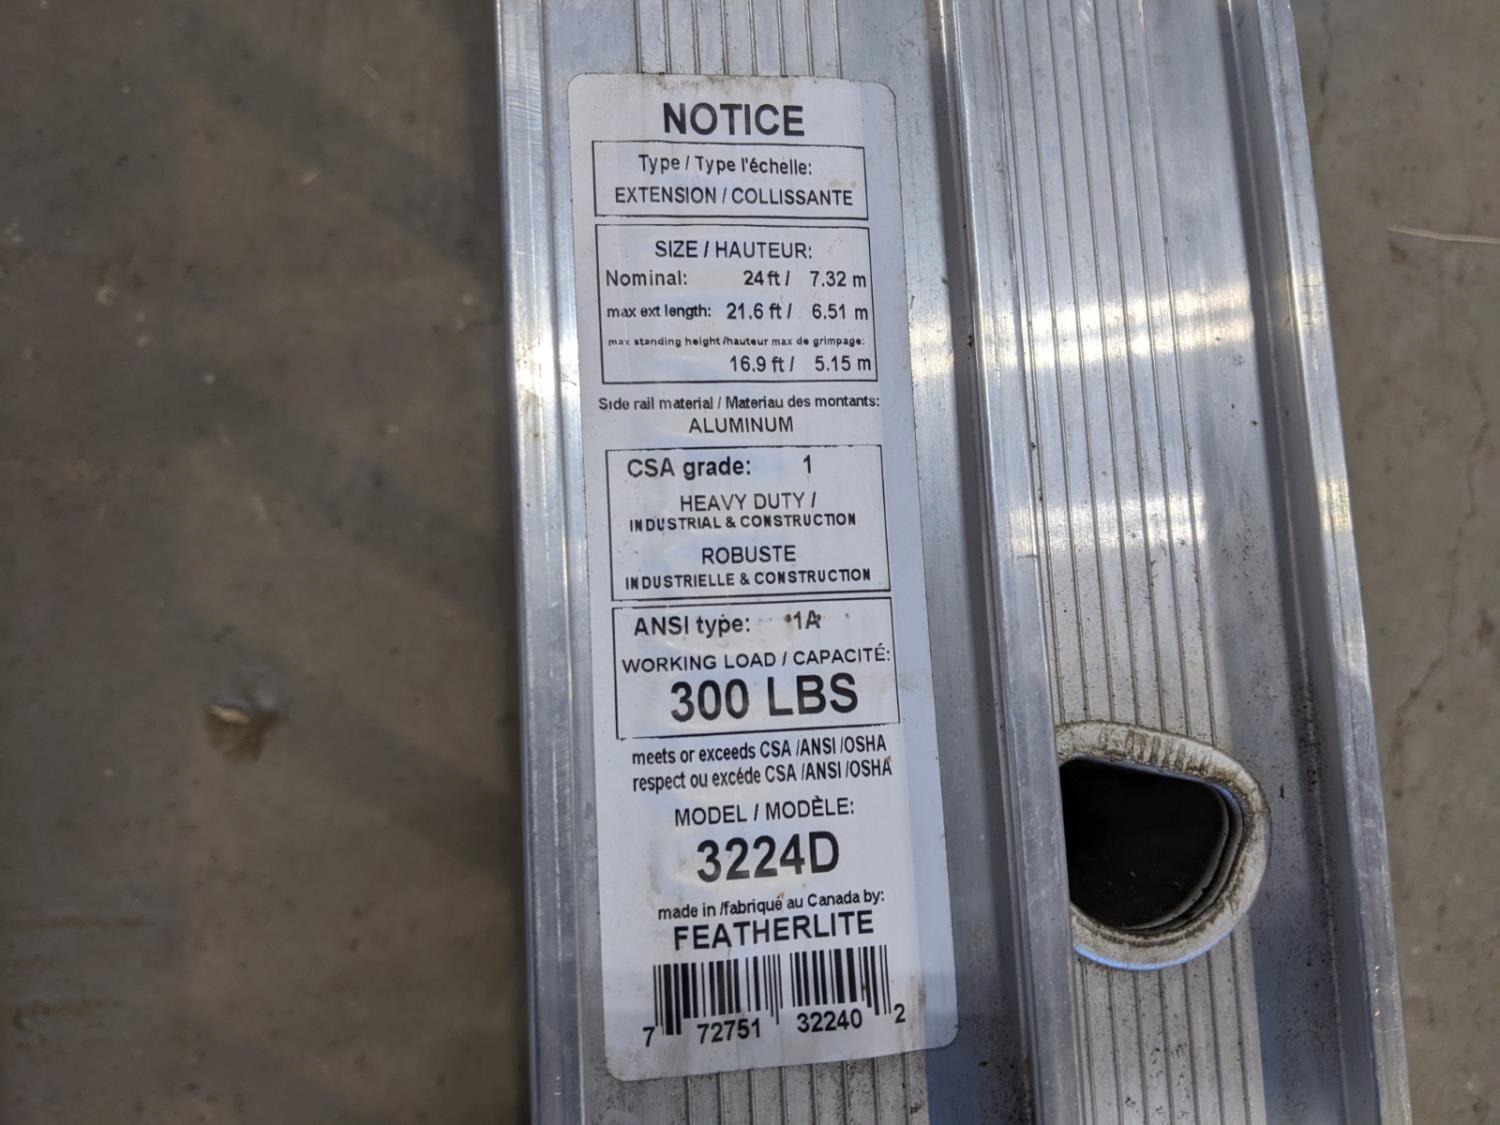 NOTICE
Type / Type l'échelle:
EXTENSION / COLLISSANTE
SIZE / HAUTEUR:
Nominal: 24 ft / 7.32 m
max ext length: 21.6 ft / 6.51 m
max standing height/hauteur max de grimpage:
16.9 ft / 5.15 m
Side rail material / Materiau des montants:
ALUMINUM
CSA grade: 1
HEAVY DUTY /
INDUSTRIAL & CONSTRUCTION
ROBUSTE
INDUSTRIELLE & CONSTRUCTION
ANSI type: 1A
WORKING LOAD / CAPACITÉ:
300 LBS
meets or exceeds CSA /ANSI /OSHA
respect ou excéde CSA /ANSI /OSHA
MODEL / MODÈLE:
3224D
made in /fabriqué au Canada by:
FEATHERLITE
7 72751 32240 2